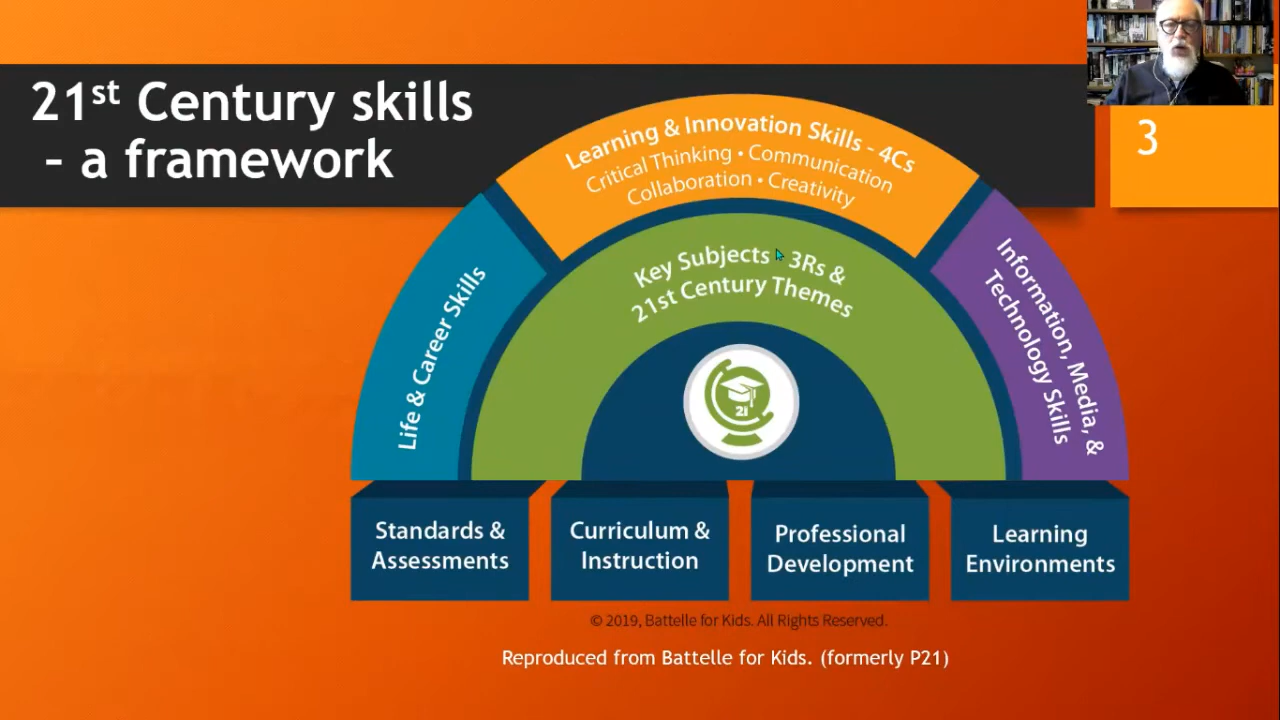 21st Century skills
– a framework
3
Learning & Innovation Skills - 4Cs
Critical Thinking • Communication
Collaboration • Creativity
Life & Career Skills
Key Subjects - 3Rs &
21st Century Themes
Information, Media, &
Technology Skills
21
Standards &
Assessments
Curriculum &
Instruction
Professional
Development
Learning
Environments
© 2019, Battelle for Kids. All Rights Reserved.
Reproduced from Battelle for Kids. (formerly P21)